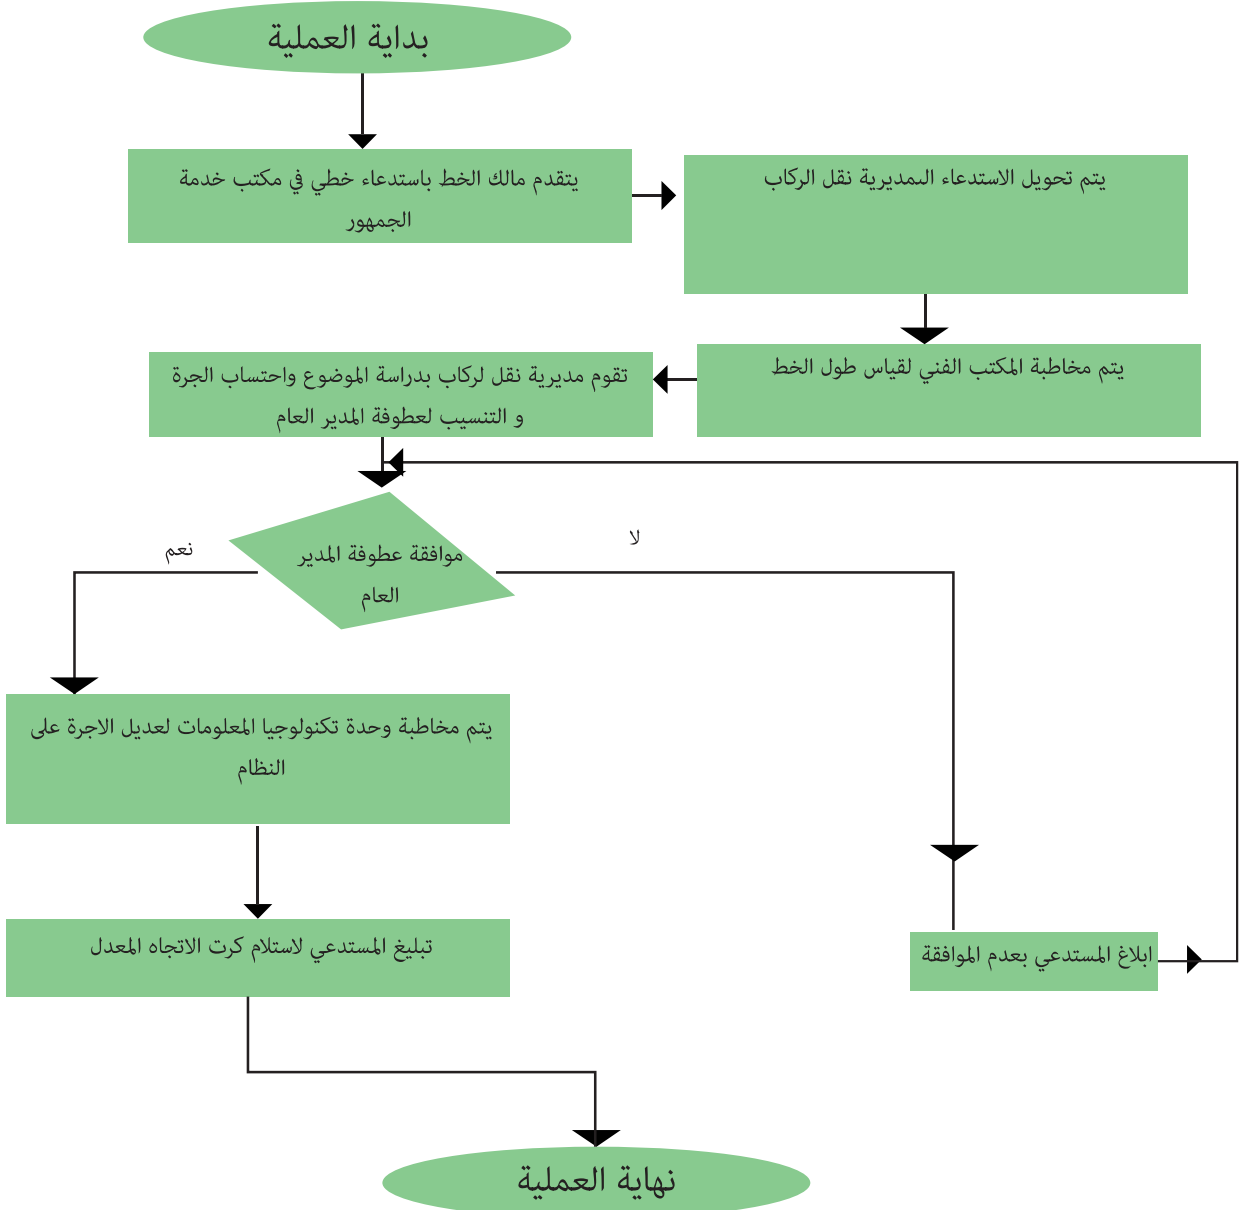 بداية العملية
يتقدم مالك الخط باستدعاء خطي في مكتب خدمة
الجمهور
يتم تحويل الاستدعاء المديرية نقل الركاب
يتم مخاطبة المكتب الفني لقياس طول الخط
تقوم مديرية نقل لركاب بدراسة الموضوع واحتساب الجرة
و التنسيب لعطوفة المدير العام
موافقة عطوفة المدير
العام
نعم
لا
يتم مخاطبة وحدة تكنولوجيا المعلومات لعديل الاجرة على
النظام
تبليغ المستدعي لاستلام كرت الاتجاه المعدل
ابلاغ المستدعي بعدم الموافقة
نهاية العملية